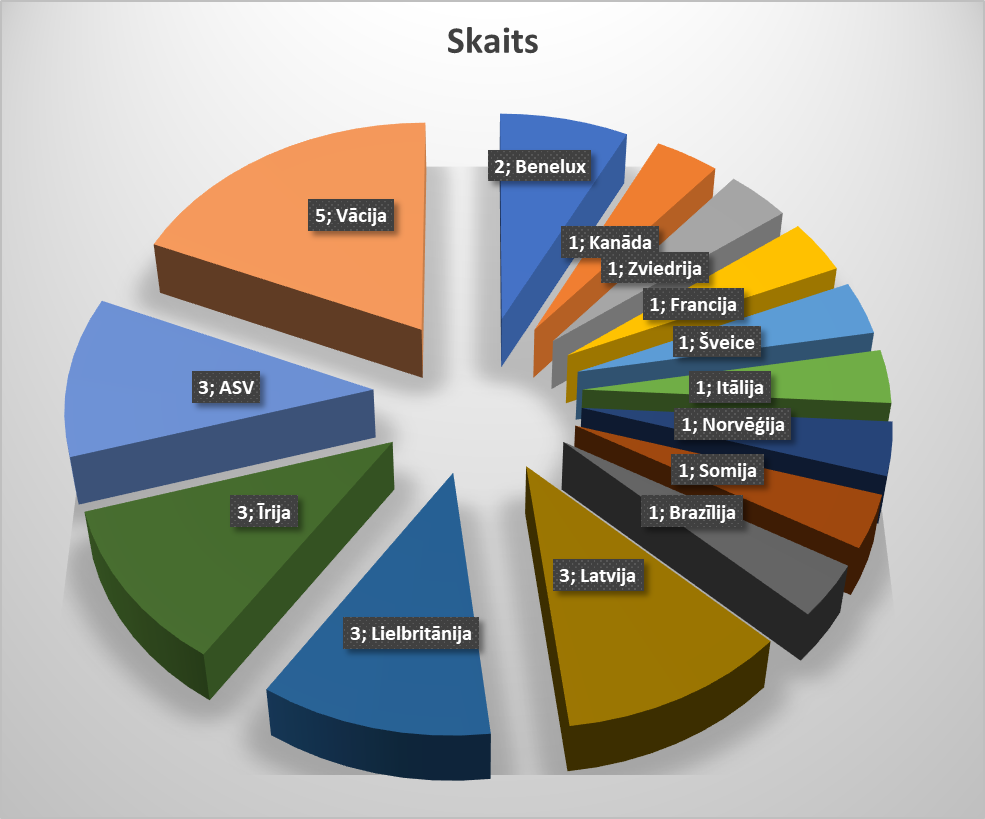 Skaits
2; Benelux
1; Kanāda
1; Zviedrija
1; Francija
1; Šveice
1; Itālija
1; Norvēģija
1; Somija
1; Brazīlija
3; Latvija
3; Lielbritānija
3; Īrija
3; ASV
5; Vācija